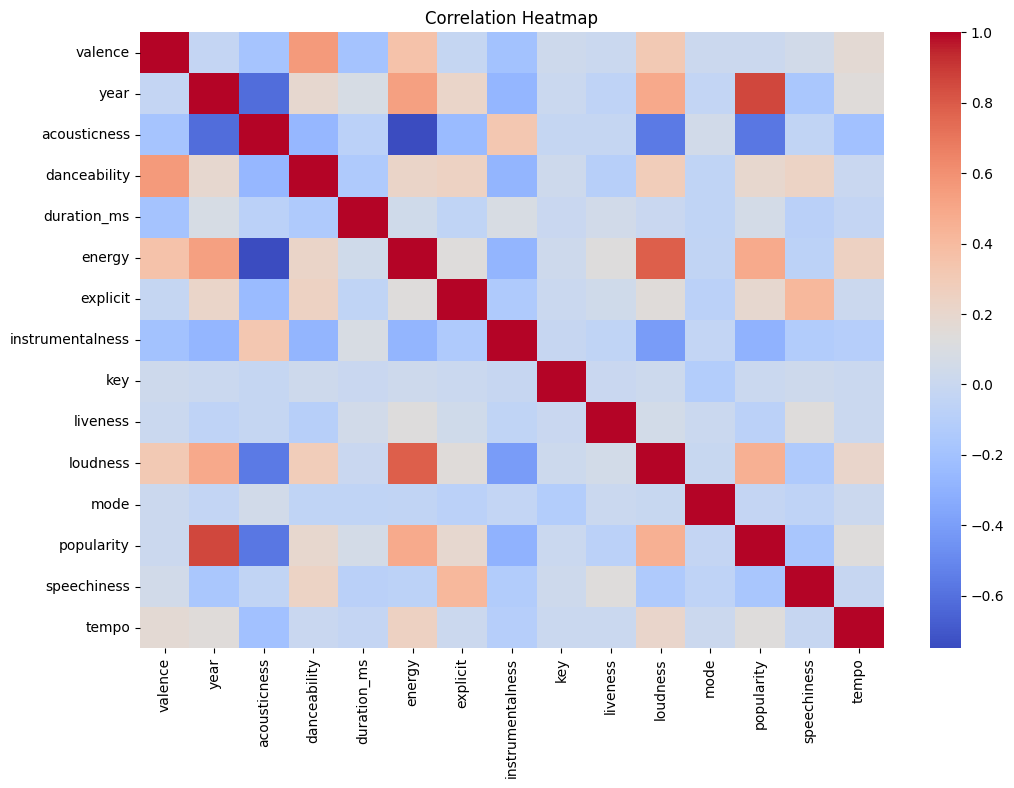 Correlation Heatmap
valence
year
acousticness
danceability
duration_ms
energy
explicit
instrumentalness
key
liveness
loudness
mode
popularity
speechiness
tempo
valence
year
acousticness
danceability
duration_ms
energy
explicit
instrumentalness
key
liveness
loudness
mode
popularity
speechiness
tempo
1.0
0.8
0.6
0.4
0.2
0.0
−0.2
−0.4
−0.6